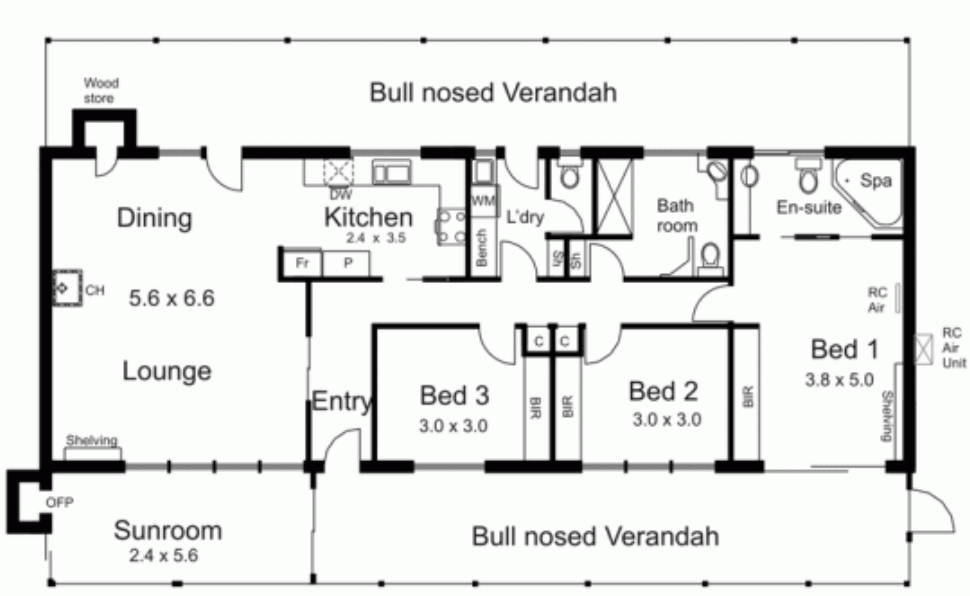 Bull nosed Verandah
Wood
store
DW
Kitchen
2.4 x 3.5
WM
L'dry
Bench
Sh
Sh
Bath
room
En-suite
Spa
Dining
Fr
P
CH
5.6 x 6.6
Lounge
Entry
Shelving
C
C
Bed 3
3.0 x 3.0
BIR
BIR
Bed 2
3.0 x 3.0
BIR
RC
Air
Bed 1
3.8 x 5.0
Shelving
RC
Air
Unit
OFP
Sunroom
2.4 x 5.6
Bull nosed Verandah